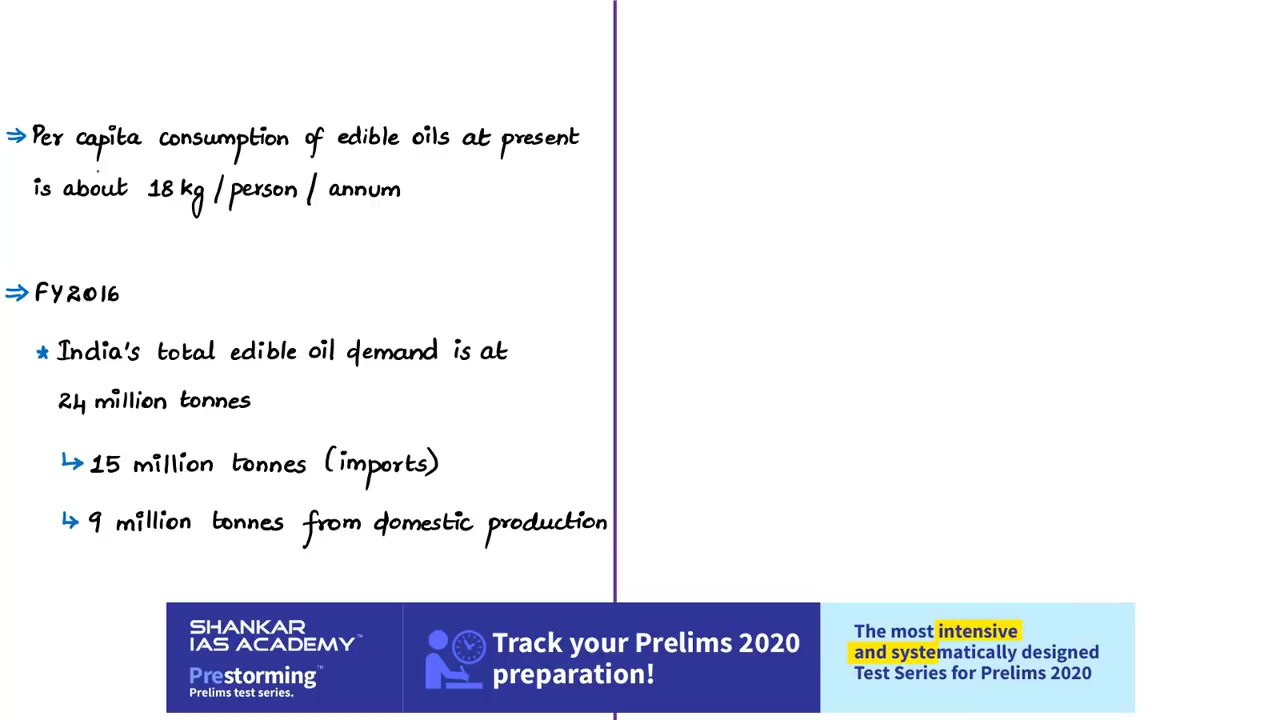 ⇒ Per capita consumption of edible oils at present
is about 18 kg / person / annum
⇒ FY2016
* India's total edible oil demand is at
24 million tonnes
↳ 15 million tonnes (imports)
↳ 9 million tonnes from domestic production
SHANKAR
IAS ACADEMY™
Prestorming™
Prelims test series.
Track your Prelims 2020
preparation!
The most intensive
and systematically designed
Test Series for Prelims 2020